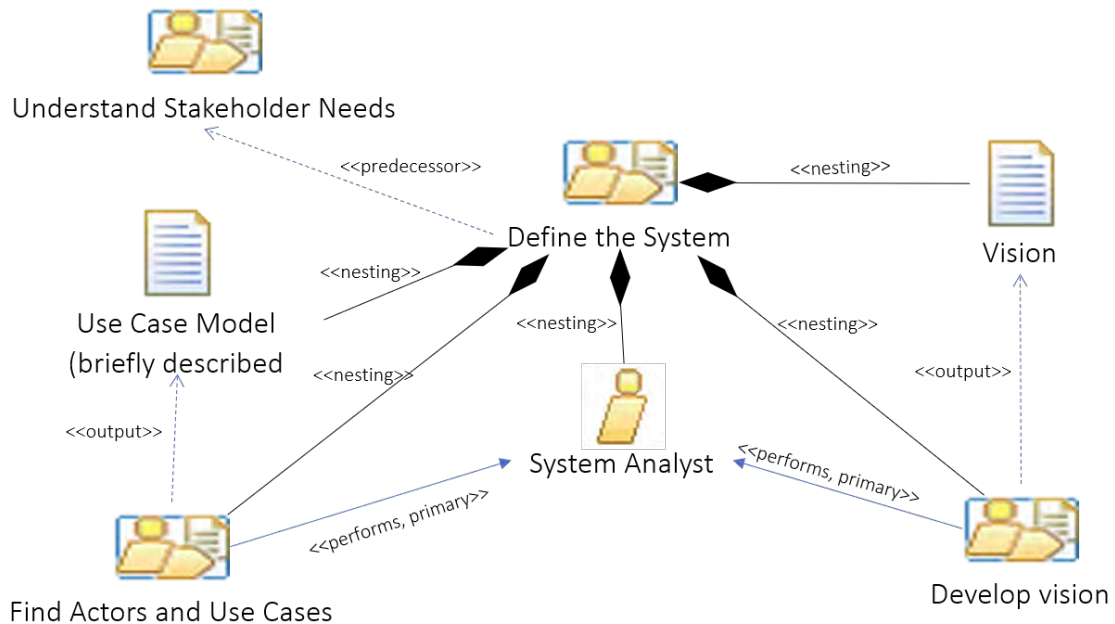 Understand Stakeholder Needs
<<predecessor>>
<<nesting>>
Define the System
Vision
<<nesting>>
Use Case Model
(briefly described
<<nesting>>
<<nesting>>
<<nesting>>
<<output>>
<<output>>
System Analyst
<<performs, primary>>
<<performs, primary>>
Find Actors and Use Cases
Develop vision